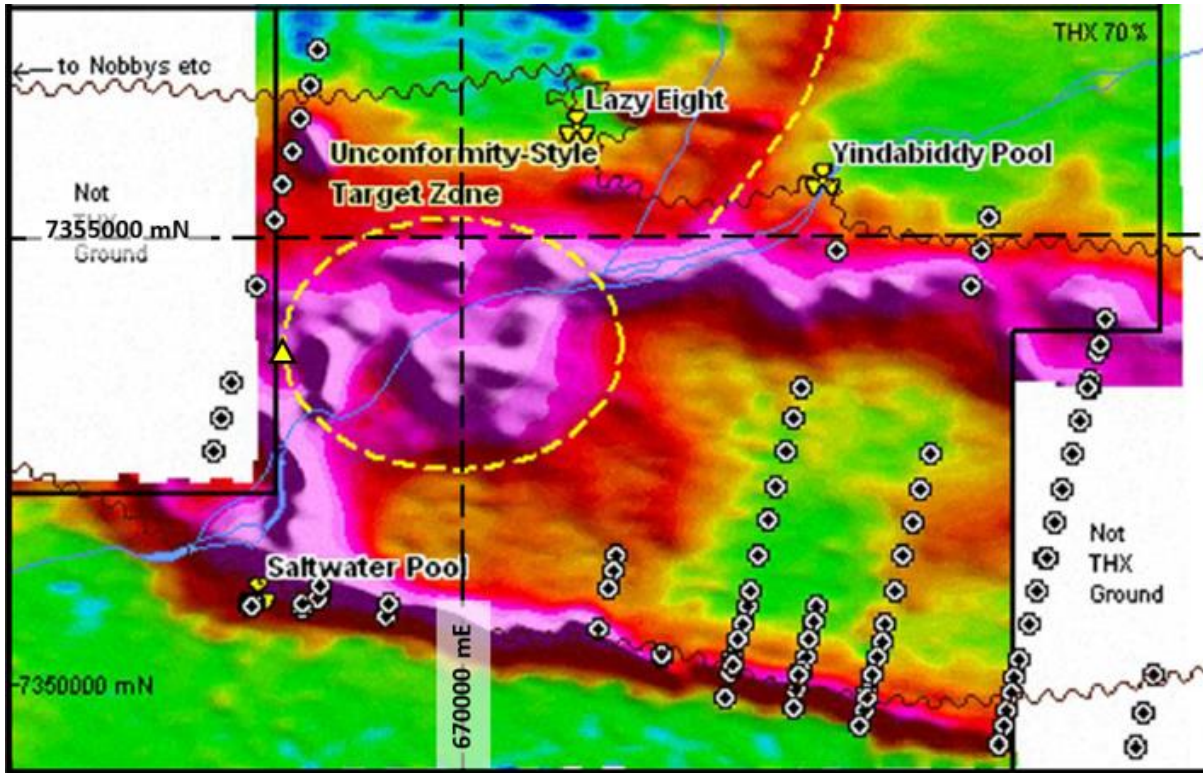 THX 70%
to Nobbys etc
Lazy Eight
Unconformity-Style
Target Zone
Yindabiddy Pool
Not
THX
Ground
7355000 mN
Saltwater Pool
Not
THX
Ground
670000 mE
7350000 mN